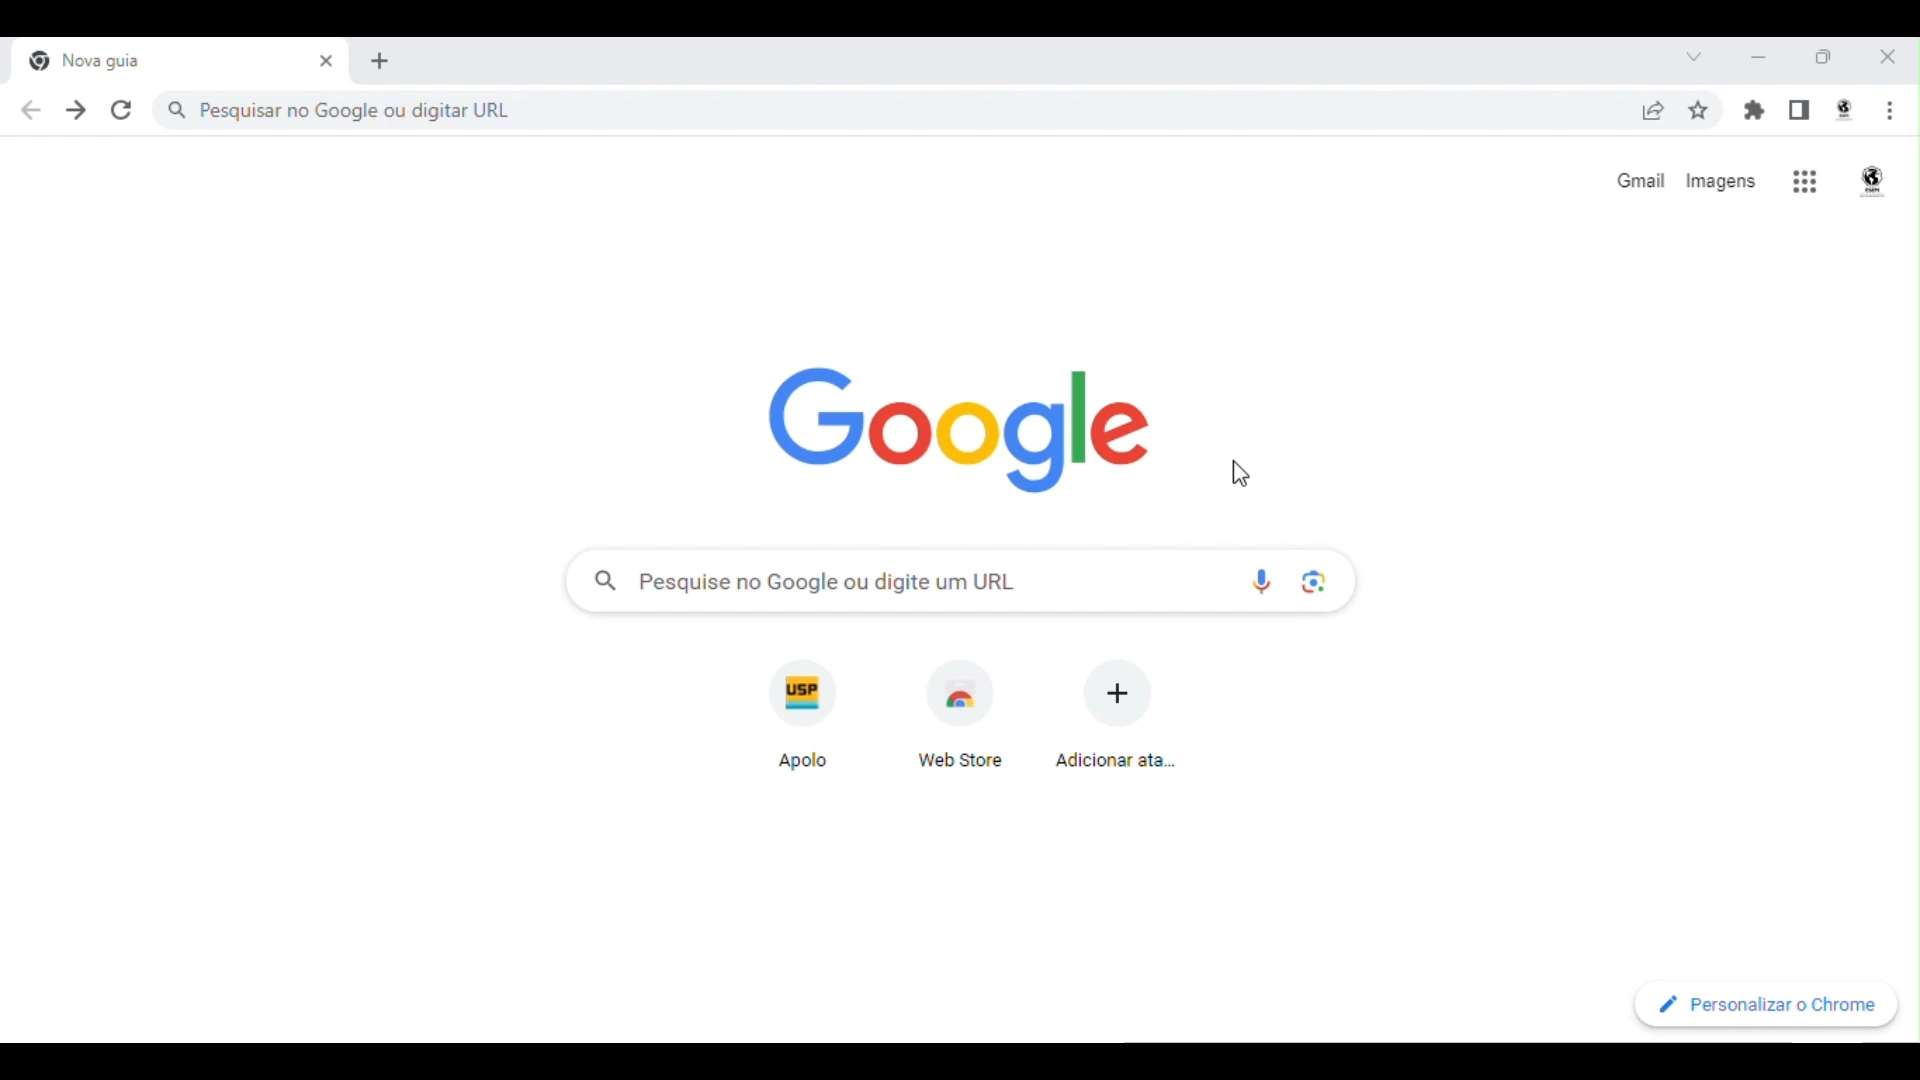 Nova guia
Pesquisar no Google ou digitar URL
Gmail Imagens
Google
Pesquise no Google ou digite um URL
USP
Apolo Web Store Adicionar ata...
Personalizar o Chrome